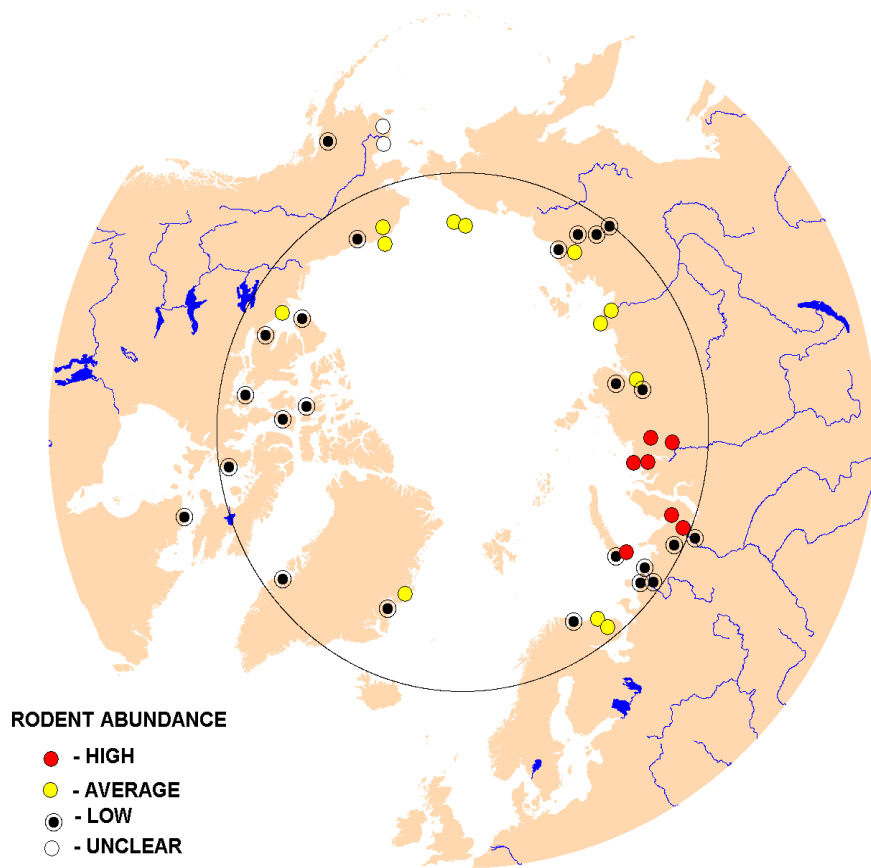 RODENT ABUNDANCE
- HIGH
- AVERAGE
- LOW
- UNCLEAR